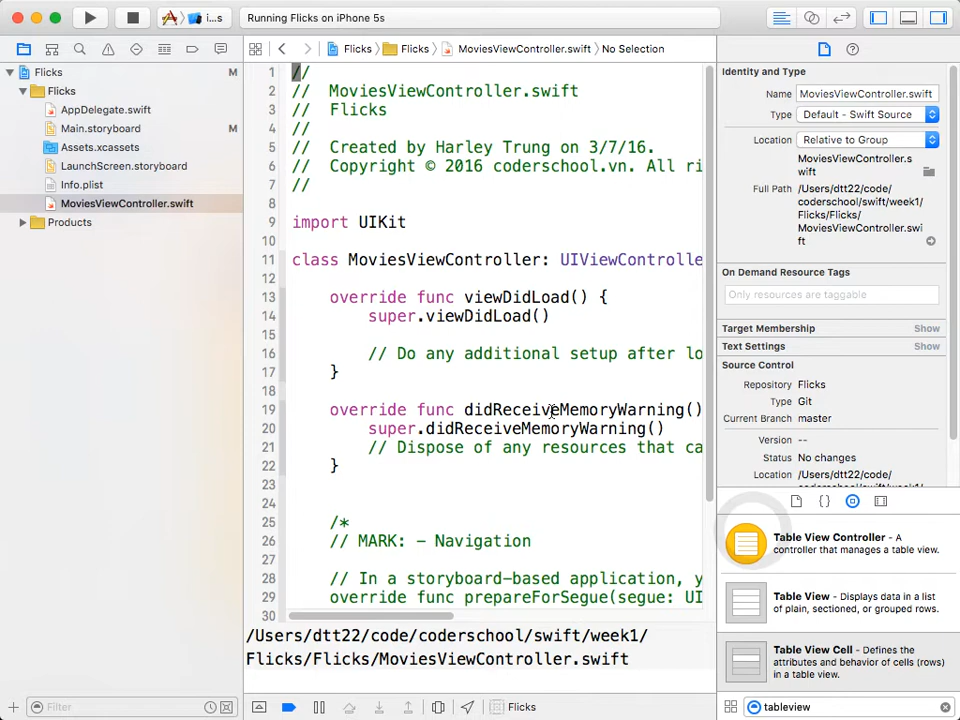 i...s
Running Flicks on iPhone 5s
Flicks
Flicks
MoviesViewController.swift
No Selection
Flicks
M
Flicks
AppDelegate.swift
Main.storyboard
M
Assets.xcassets
LaunchScreen.storyboard
Info.plist
MoviesViewController.swift
Products
Filter
1 //
2 //  MoviesViewController.swift
3 //  Flicks
4 //
5 //  Created by Harley Trung on 3/7/16.
6 //  Copyright © 2016 coderschool.vn. All ri
7 //
8
9 import UIKit
10
11 class MoviesViewController: UIViewControlle
12
13 override func viewDidLoad() {
14 super.viewDidLoad()
15
16 // Do any additional setup after lo
17 }
18
19 override func didReceiveMemoryWarning()
20 super.didReceiveMemoryWarning()
21 // Dispose of any resources that ca
22 }
23
24
25 /*
26 // MARK: - Navigation
27
28 // In a storyboard-based application, y
29 override func prepareForSegue(segue: UI
30
/Users/dtt22/code/coderschool/swift/week1/
Flicks/Flicks/MoviesViewController.swift
Flicks
Identity and Type
Name MoviesViewController.swift
Type Default - Swift Source
Location Relative to Group
MoviesViewController.s
wift
Full Path /Users/dtt22/code/
coderschool/swift/week1/
Flicks/Flicks/
MoviesViewController.swi
ft
On Demand Resource Tags
Only resources are taggable
Target Membership Show
Text Settings Show
Source Control
Repository Flicks
Type Git
Current Branch master
Version --
Status No changes
Location /Users/dtt22/code/
Table View Controller - A
controller that manages a table view.
Table View - Displays data in a list
of plain, sectioned, or grouped rows.
Table View Cell - Defines the
attributes and behavior of cells (rows)
in a table view.
tableview